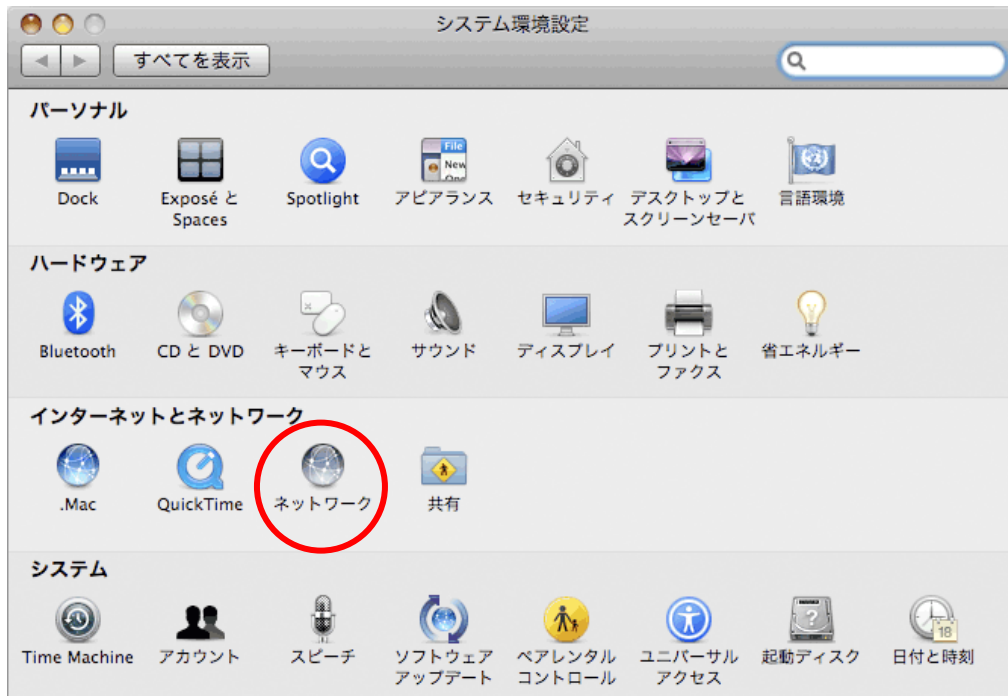 システム環境設定
すべてを表示
パーソナル
File
New
Dock
Exposé と
Spaces
Spotlight
アピアランス
セキュリティ
デスクトップと
スクリーンセーバ
言語環境
ハードウェア
Bluetooth
CD と DVD
キーボードと
マウス
サウンド
ディスプレイ
プリントと
ファクス
省エネルギー
インターネットとネットワーク
.Mac
QuickTime
ネットワーク
共有
システム
?
18
Time Machine
アカウント
スピーチ
ソフトウェア
アップデート
ペアレンタル
コントロール
ユニバーサル
アクセス
起動ディスク
日付と時刻